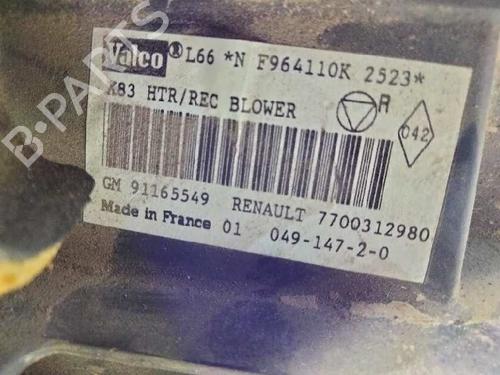 Valeo L66 *N F964110K 2523*
X83 HTR/REC BLOWER R 042
GM 91165549 RENAULT 7700312980
Made in France 01 049-147-2-0
B-PARTS